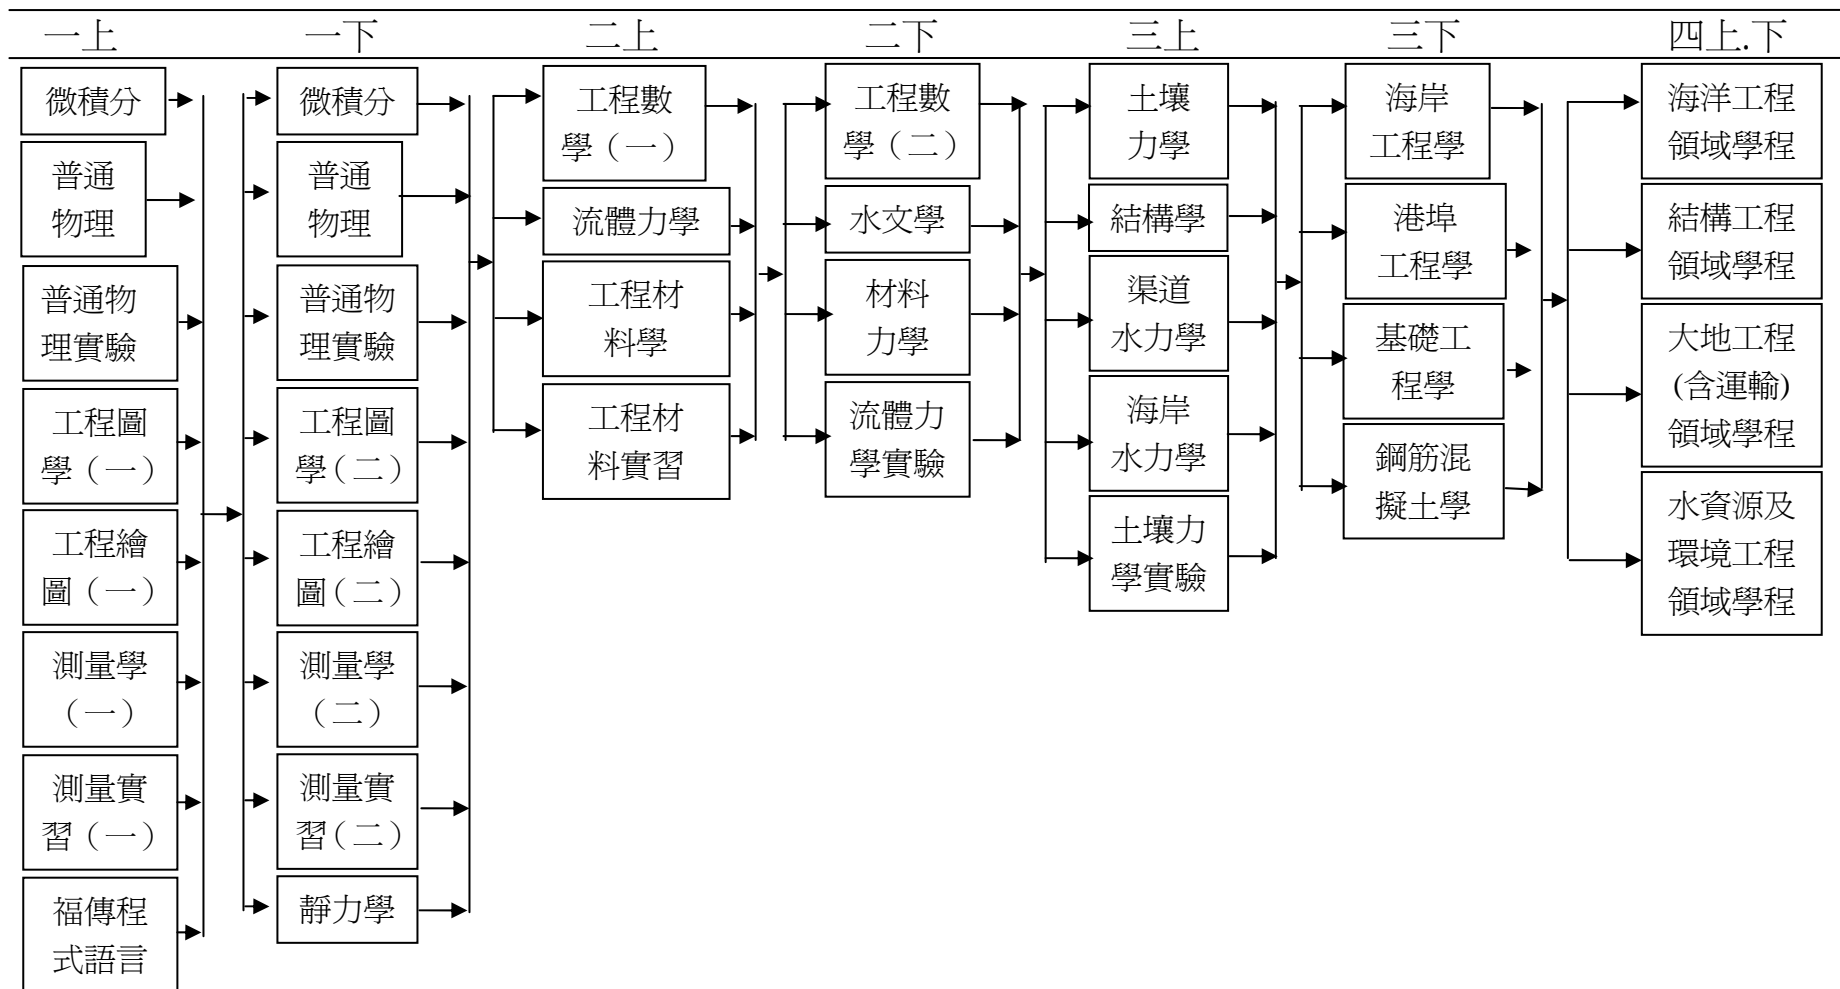 一上
一下
二上
二下
三上
三下
四上.下
微積分
普通
物理
普通物
理實驗
工程圖
學（一）
工程繪
圖（一）
測量學
（一）
測量實
習（一）
福傳程
式語言
微積分
普通
物理
普通物
理實驗
工程圖
學(二）
工程繪
圖(二）
測量學
(二）
測量實
習(二）
靜力學
工程數
學（一）
流體力學
工程材
料學
工程材
料實習
工程數
學（二）
水文學
材料
力學
流體力
學實驗
土壤
力學
結構學
渠道
水力學
海岸
水力學
土壤力
學實驗
海岸
工程學
港埠
工程學
基礎工
程學
鋼筋混
擬土學
海洋工程
領域學程
結構工程
領域學程
大地工程
(含運輸)
領域學程
水資源及
環境工程
領域學程